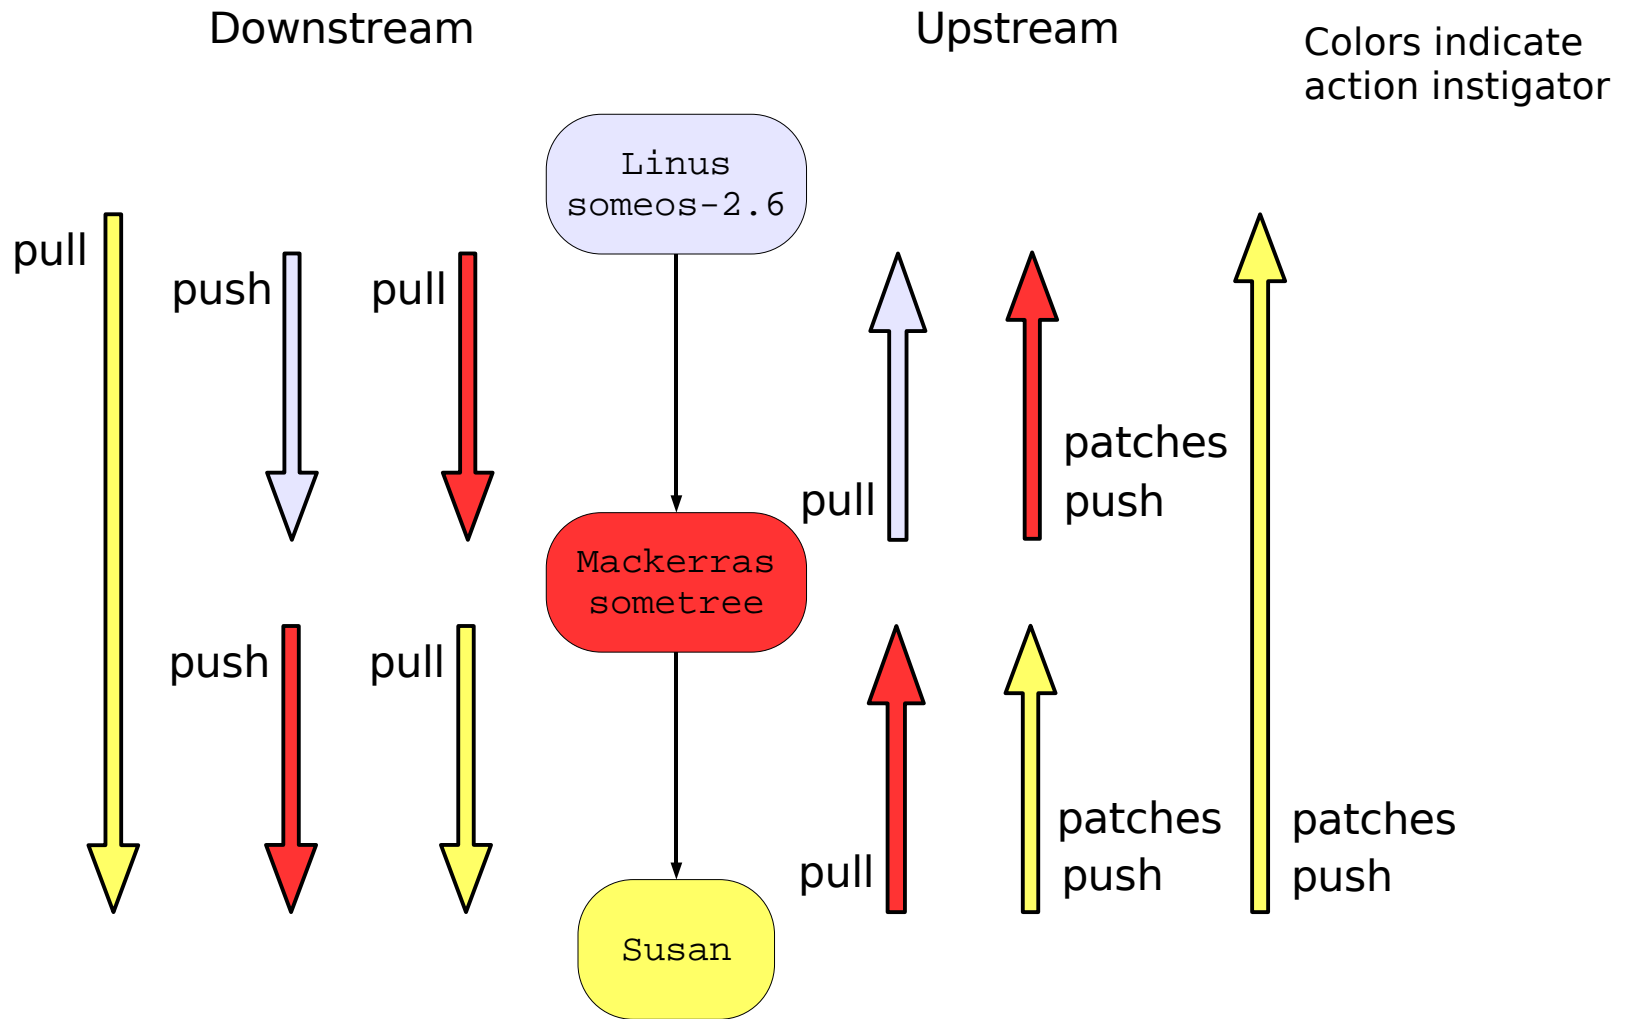 Downstream
Upstream
Colors indicate
action instigator
Linus
someos-2.6
pull
push
pull
patches
push
pull
Mackerras
sometree
push
pull
patches
push
patches
push
pull
Susan